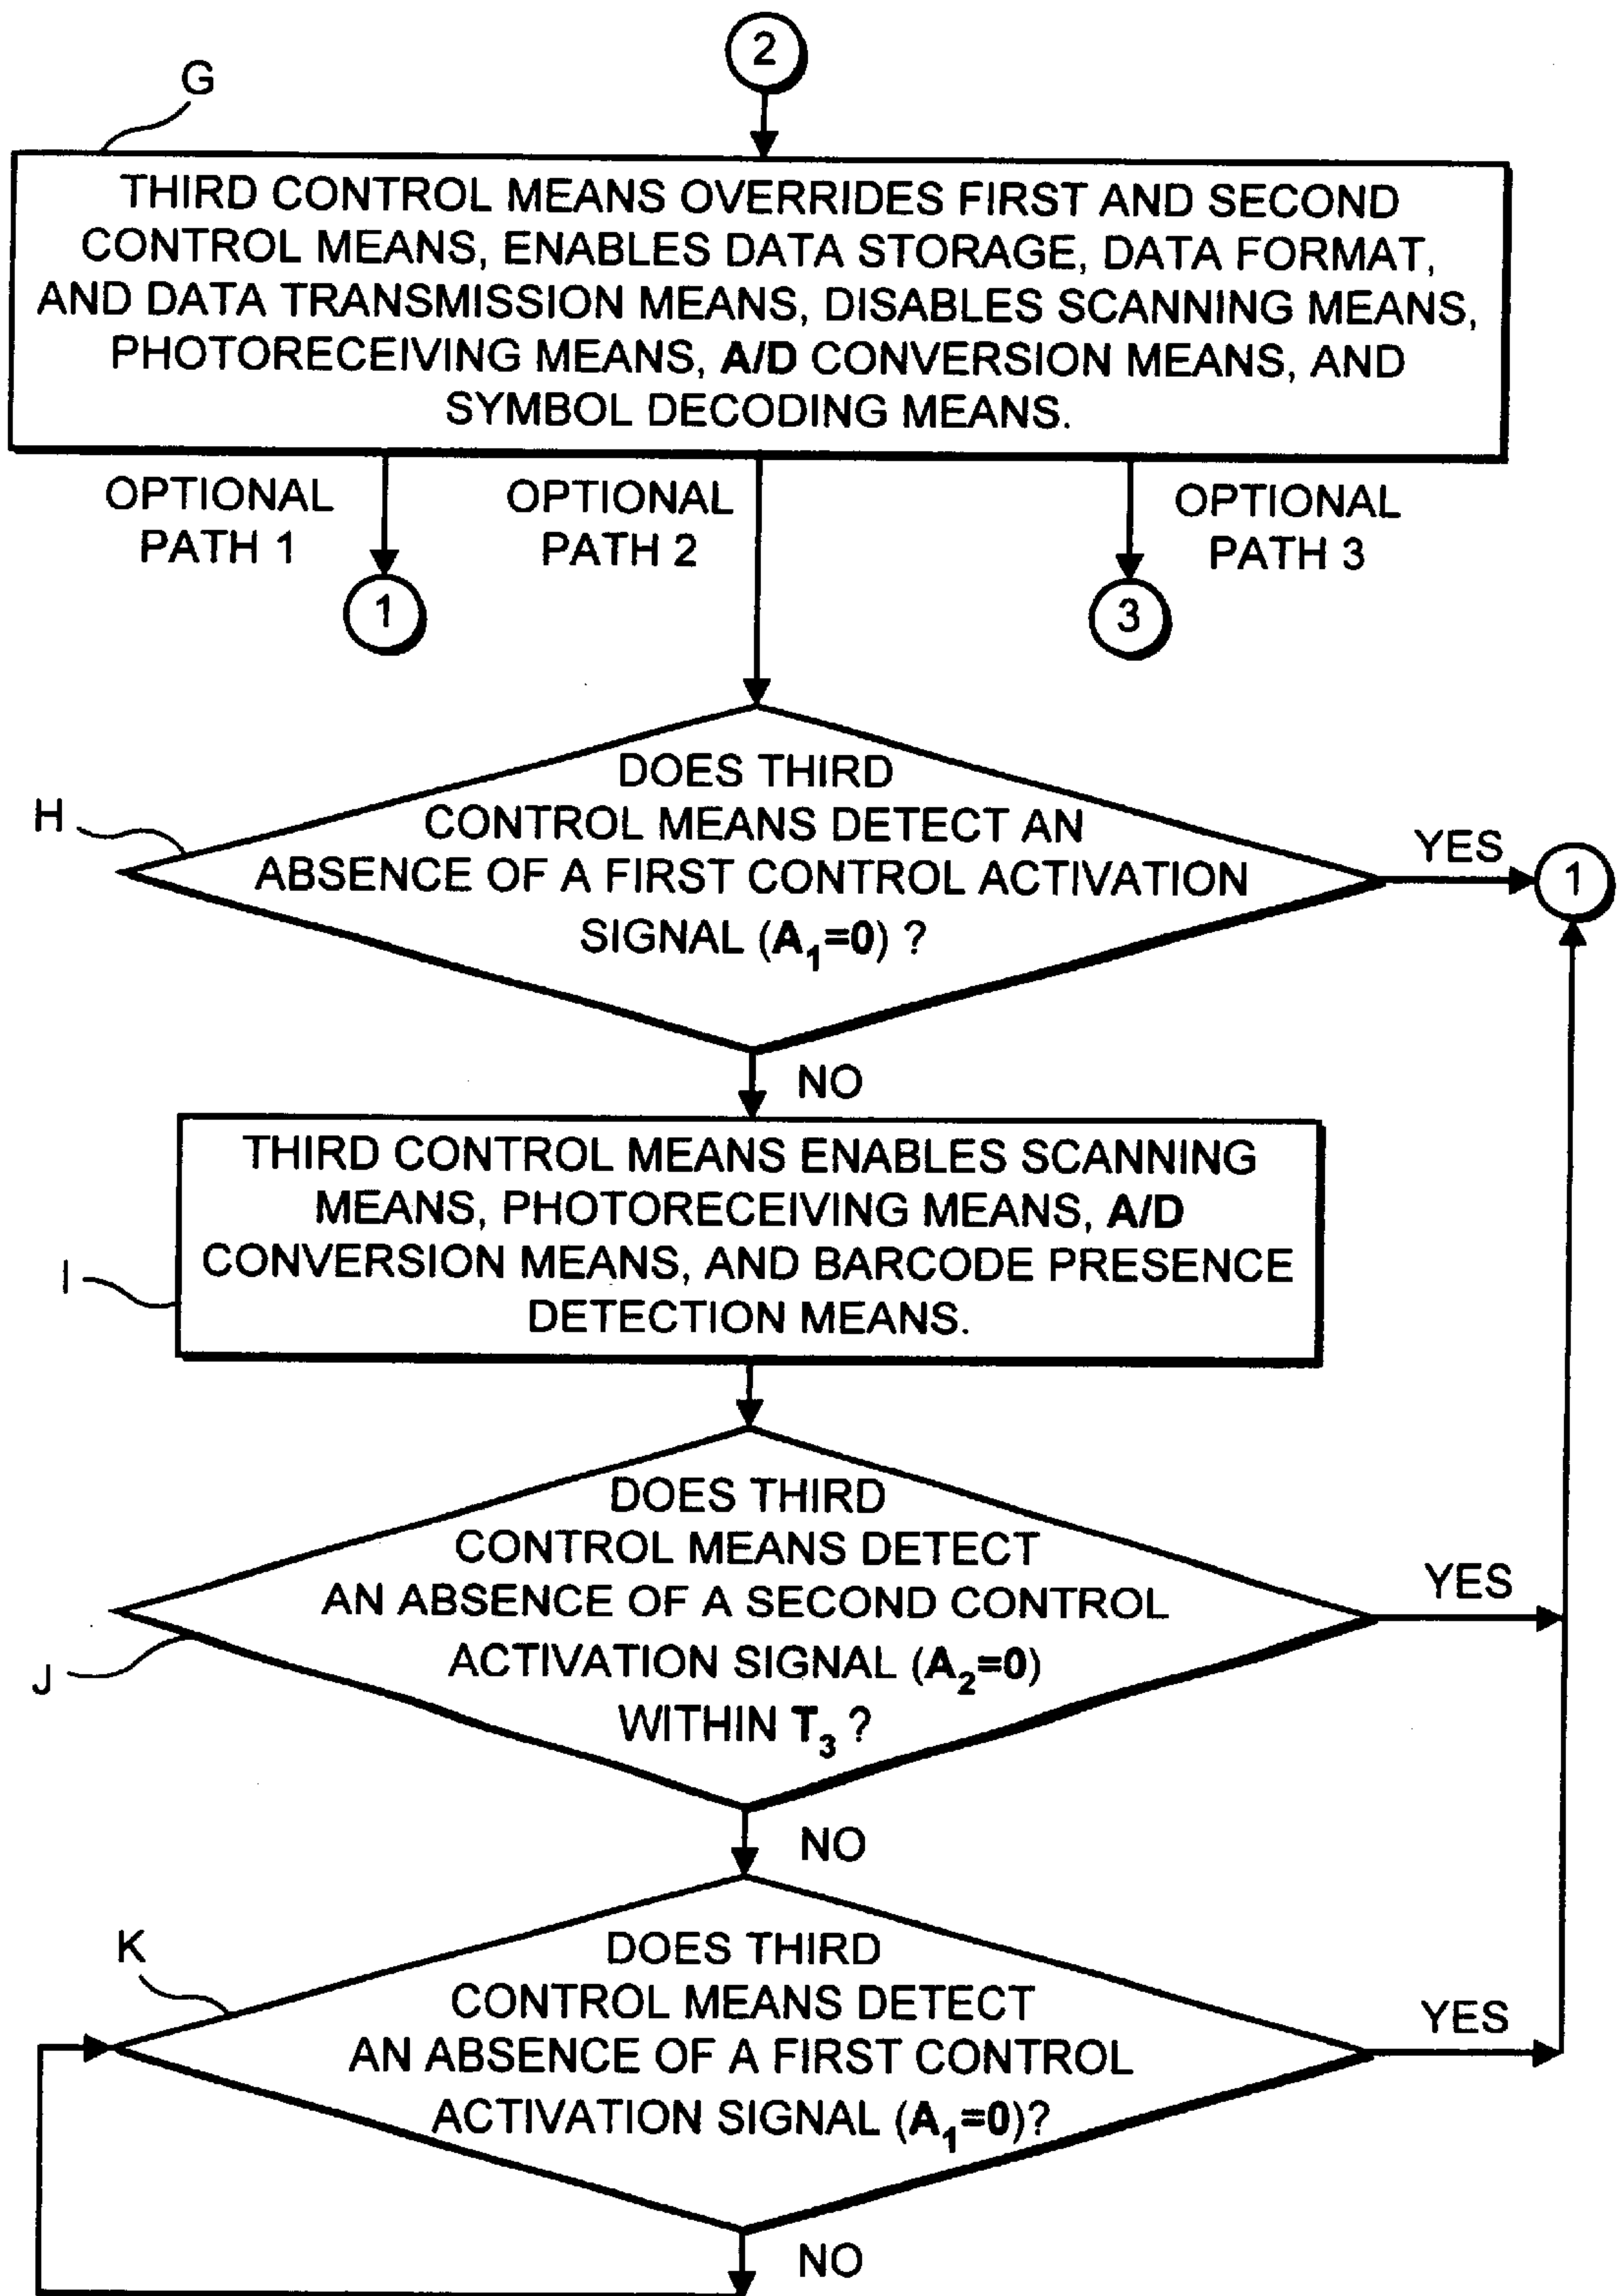 2
G
THIRD CONTROL MEANS OVERRIDES FIRST AND SECOND
CONTROL MEANS, ENABLES DATA STORAGE, DATA FORMAT,
AND DATA TRANSMISSION MEANS, DISABLES SCANNING MEANS,
PHOTORECEIVING MEANS, A/D CONVERSION MEANS, AND
SYMBOL DECODING MEANS.
OPTIONAL
PATH 1
OPTIONAL
PATH 2
OPTIONAL
PATH 3
1
3
H
DOES THIRD
CONTROL MEANS DETECT AN
ABSENCE OF A FIRST CONTROL ACTIVATION
SIGNAL (A₁=0) ?
YES
1
NO
I
THIRD CONTROL MEANS ENABLES SCANNING
MEANS, PHOTORECEIVING MEANS, A/D
CONVERSION MEANS, AND BARCODE PRESENCE
DETECTION MEANS.
J
DOES THIRD
CONTROL MEANS DETECT
AN ABSENCE OF A SECOND CONTROL
ACTIVATION SIGNAL (A₂=0)
WITHIN T₃ ?
YES
NO
K
DOES THIRD
CONTROL MEANS DETECT
AN ABSENCE OF A FIRST CONTROL
ACTIVATION SIGNAL (A₁=0)?
YES
NO